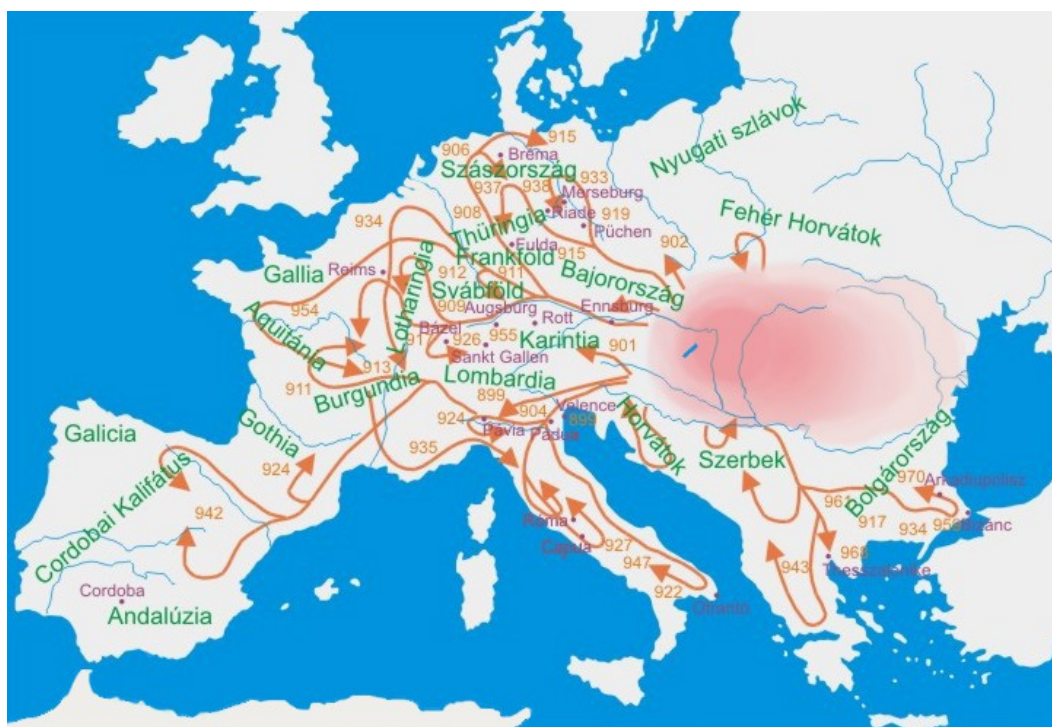 915
906
Bréma
Szászország
Nyugati szlávok
937
938
933
Merseburg
934
908
Riade
919
Thüringia
Püchen
Fehér Horvátok
Fulda
915
902
Frankföld
Gallia
Reims
912
911
Bajorország
Svábföld
Lotharingia
954
909
Augsburg
Ennsburg
Aquitánia
Bázel
Rott
917
926
955
Karintia
901
Sankt Gallen
913
Burgundia
Lombardia
911
899
904
Velence
924
899
Pávia
Pádua
Horvátok
Galicia
Gothia
935
Szerbek
Bolgárország
924
970
Arkadiupolisz
Cordobai Kalifátus
961
942
Róma
917
934
959
Bizánc
Capua
927
968
947
943
Thesszaloniké
Cordoba
922
Otrantó
Andalúzia